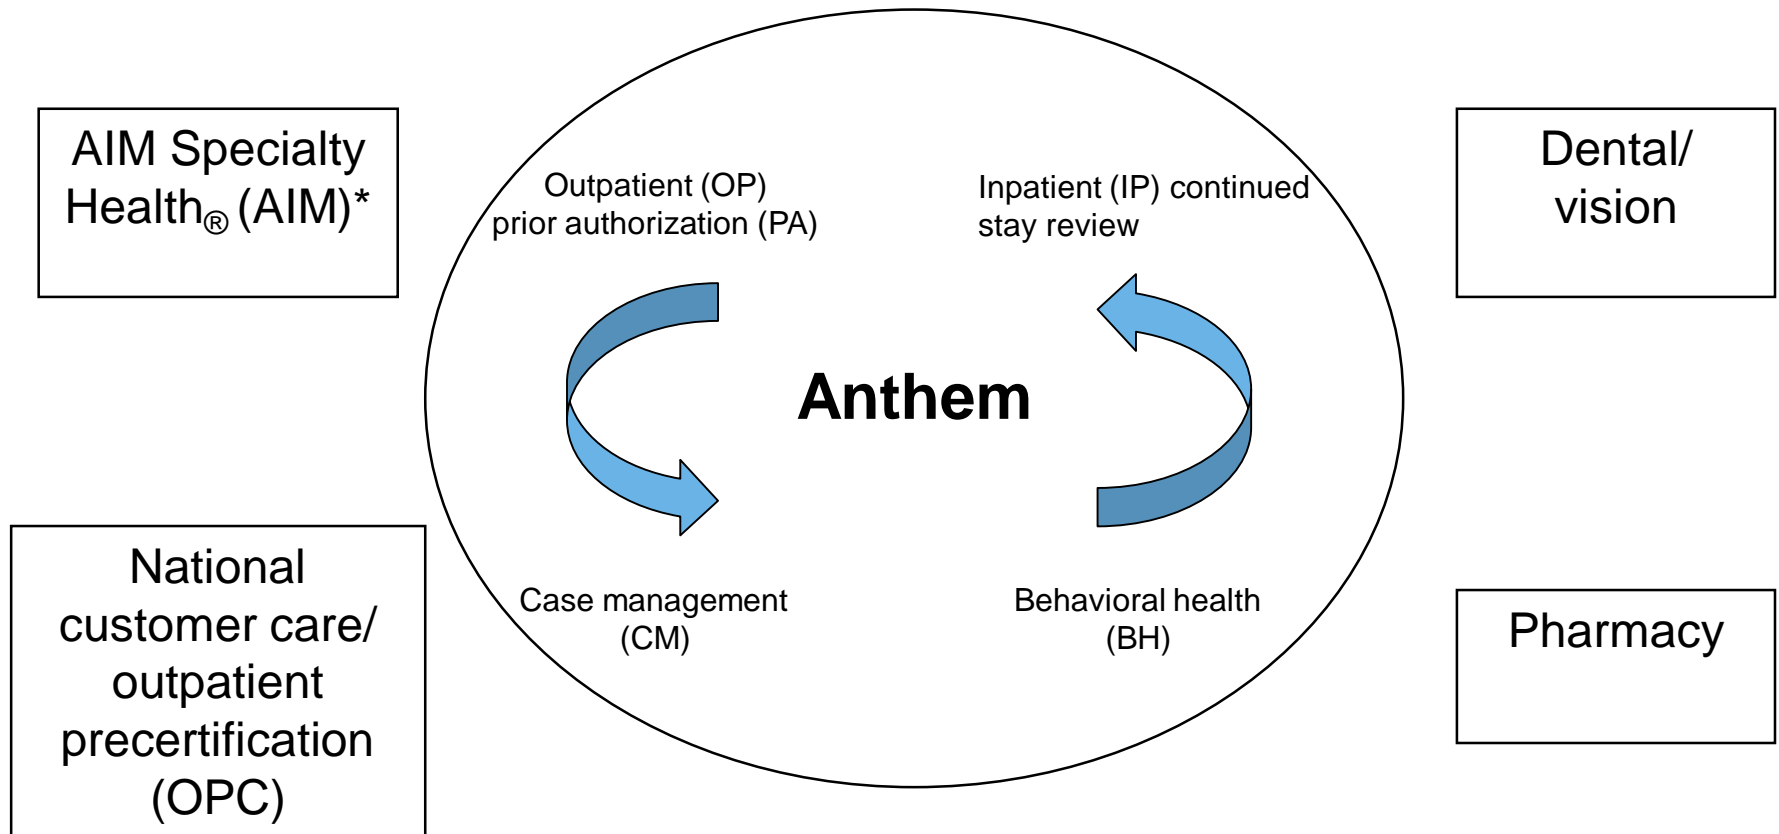 AIM Specialty
Health® (AIM)*
Outpatient (OP)
prior authorization (PA)
Inpatient (IP) continued
stay review
Dental/
vision
Anthem
National
customer care/
outpatient
precertification
(OPC)
Case management
(CM)
Behavioral health
(BH)
Pharmacy